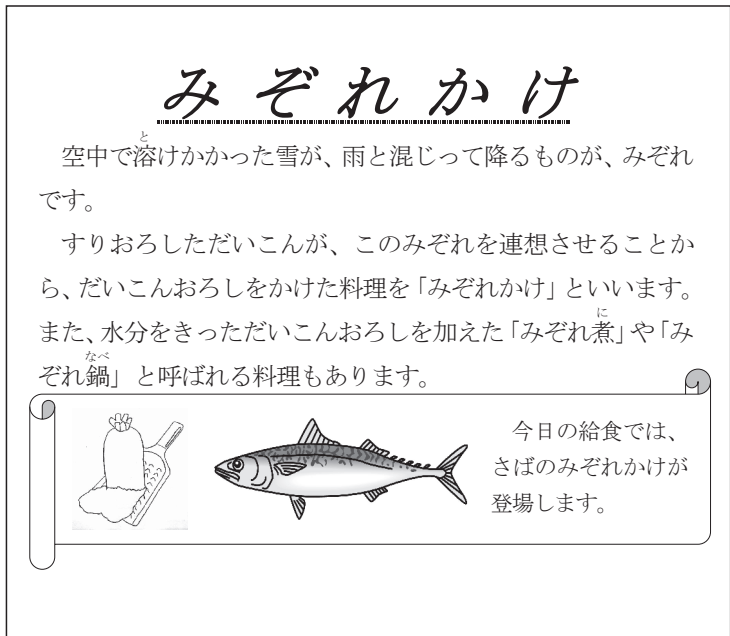 みぞれかけ
空中で溶けかかった雪が、雨と混じって降るものが、みぞれ
です。
すりおろしただいこんが、このみぞれを連想させることか
ら、だいこんおろしをかけた料理を「みぞれかけ」といいます。
また、水分をきっただいこんおろしを加えた「みぞれ煮」や「み
ぞれ鍋」と呼ばれる料理もあります。
今日の給食では、
さばのみぞれかけが
登場します。